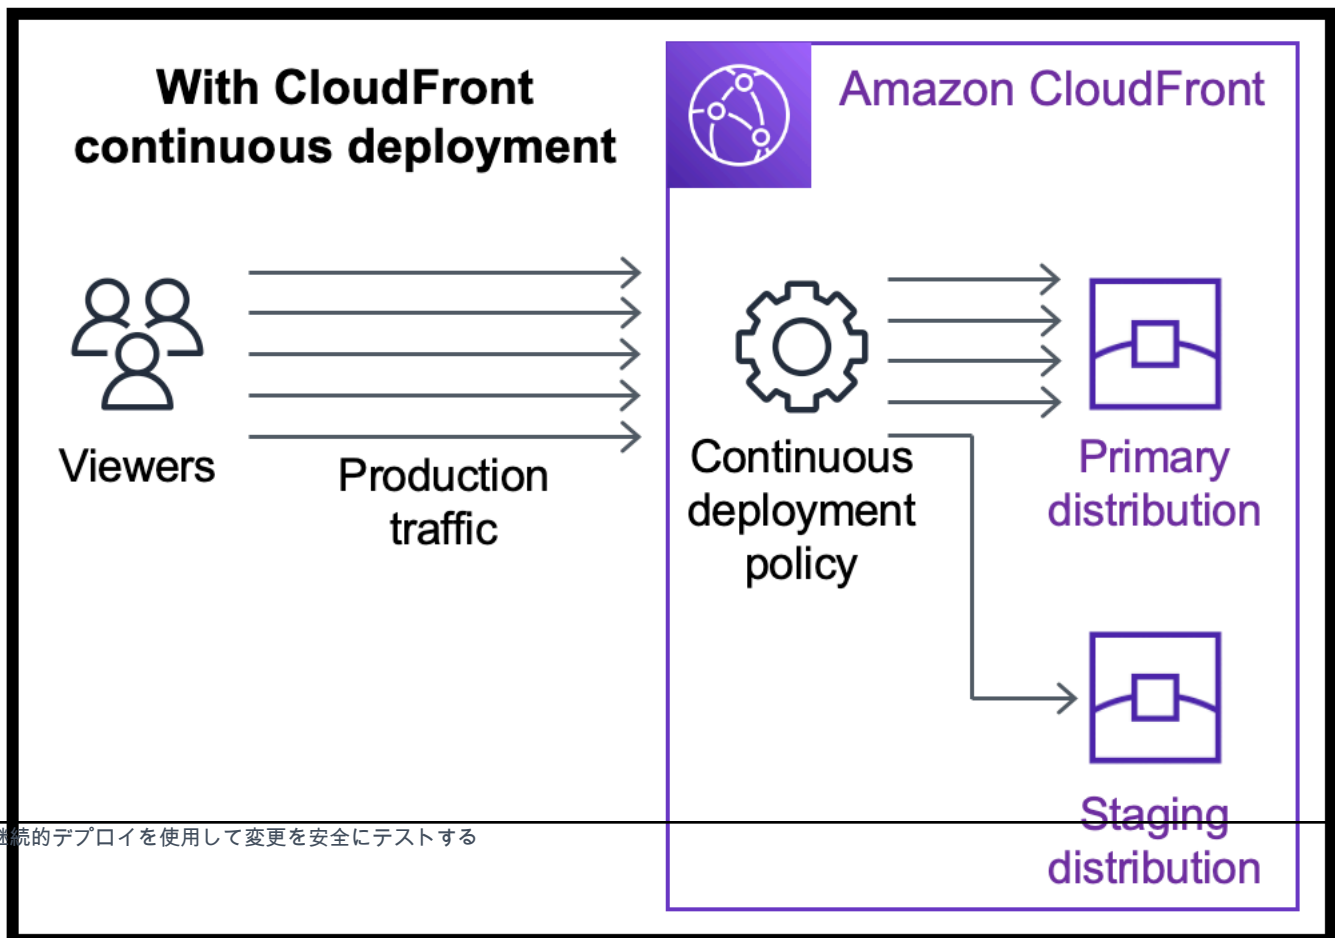 With CloudFront
continuous deployment
Amazon CloudFront
Viewers
Production
traffic
Continuous
deployment
policy
Primary
distribution
Staging
distribution
続的デプロイを使用して変更を安全にテストする